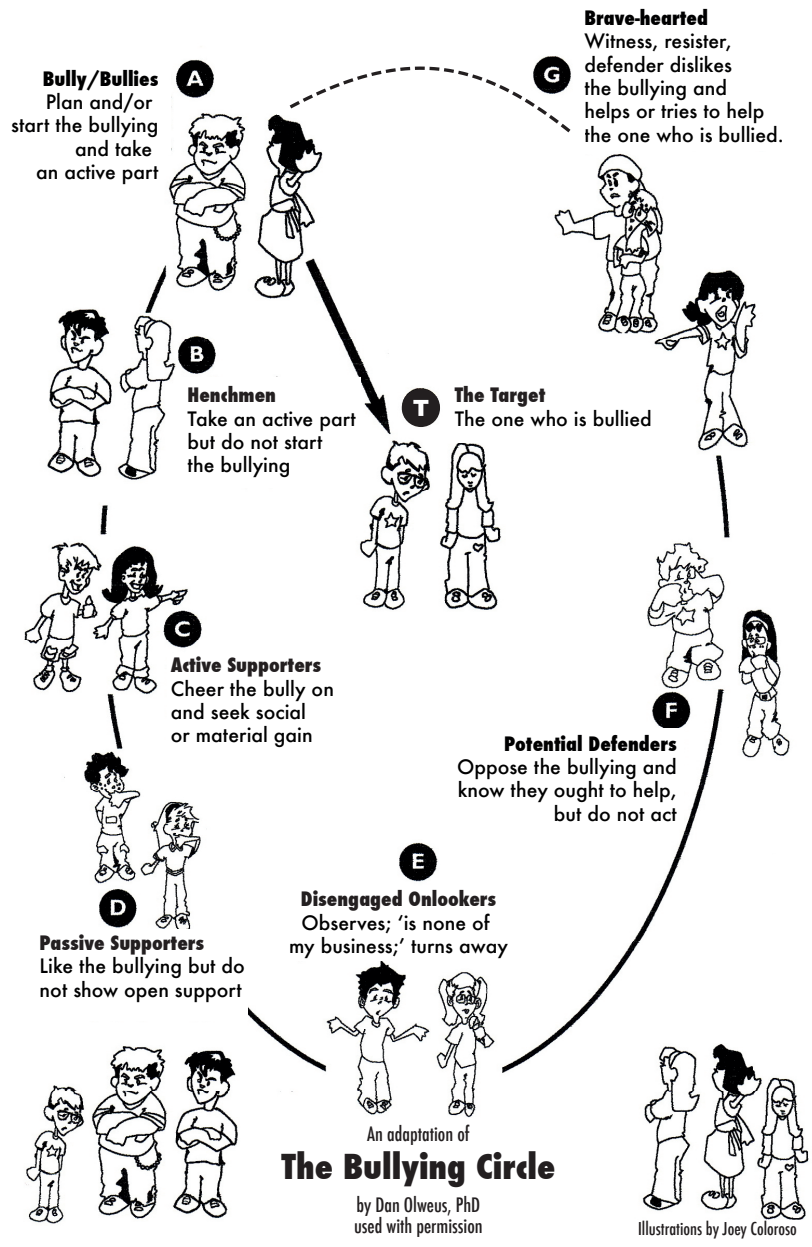 A
Bully/Bullies
Plan and/or
start the bullying
and take
an active part
G
Brave-hearted
Witness, resister,
defender dislikes
the bullying and
helps or tries to help
the one who is bullied.
B
Henchmen
Take an active part
but do not start
the bullying
T
The Target
The one who is bullied
C
Active Supporters
Cheer the bully on
and seek social
or material gain
D
Passive Supporters
Like the bullying but do
not show open support
E
Disengaged Onlookers
Observes; ‘is none of
my business;’ turns away
F
Potential Defenders
Oppose the bullying and
know they ought to help,
but do not act
An adaptation of
The Bullying Circle
by Dan Olweus, PhD
used with permission
Illustrations by Joey Coloroso